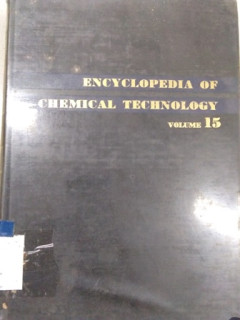 ENCYCLOPEDIA OF
CHEMICAL TECHNOLOGY
VOLUME 15